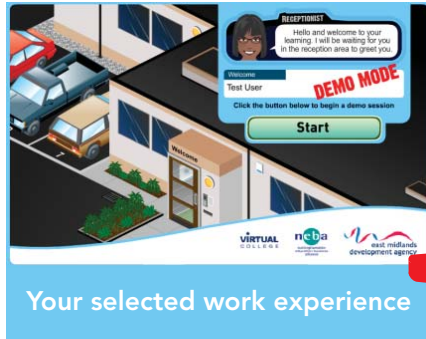 RECEPTIONIST
Hello and welcome to your
learning. I will be waiting for you
in the reception area to greet you.
Welcome
Test User
DEMO MODE
Click the button below to begin a demo session
Start
Welcome
VIRTUAL
COLLEGE
neba
east midlands
development agency
Your selected work experience